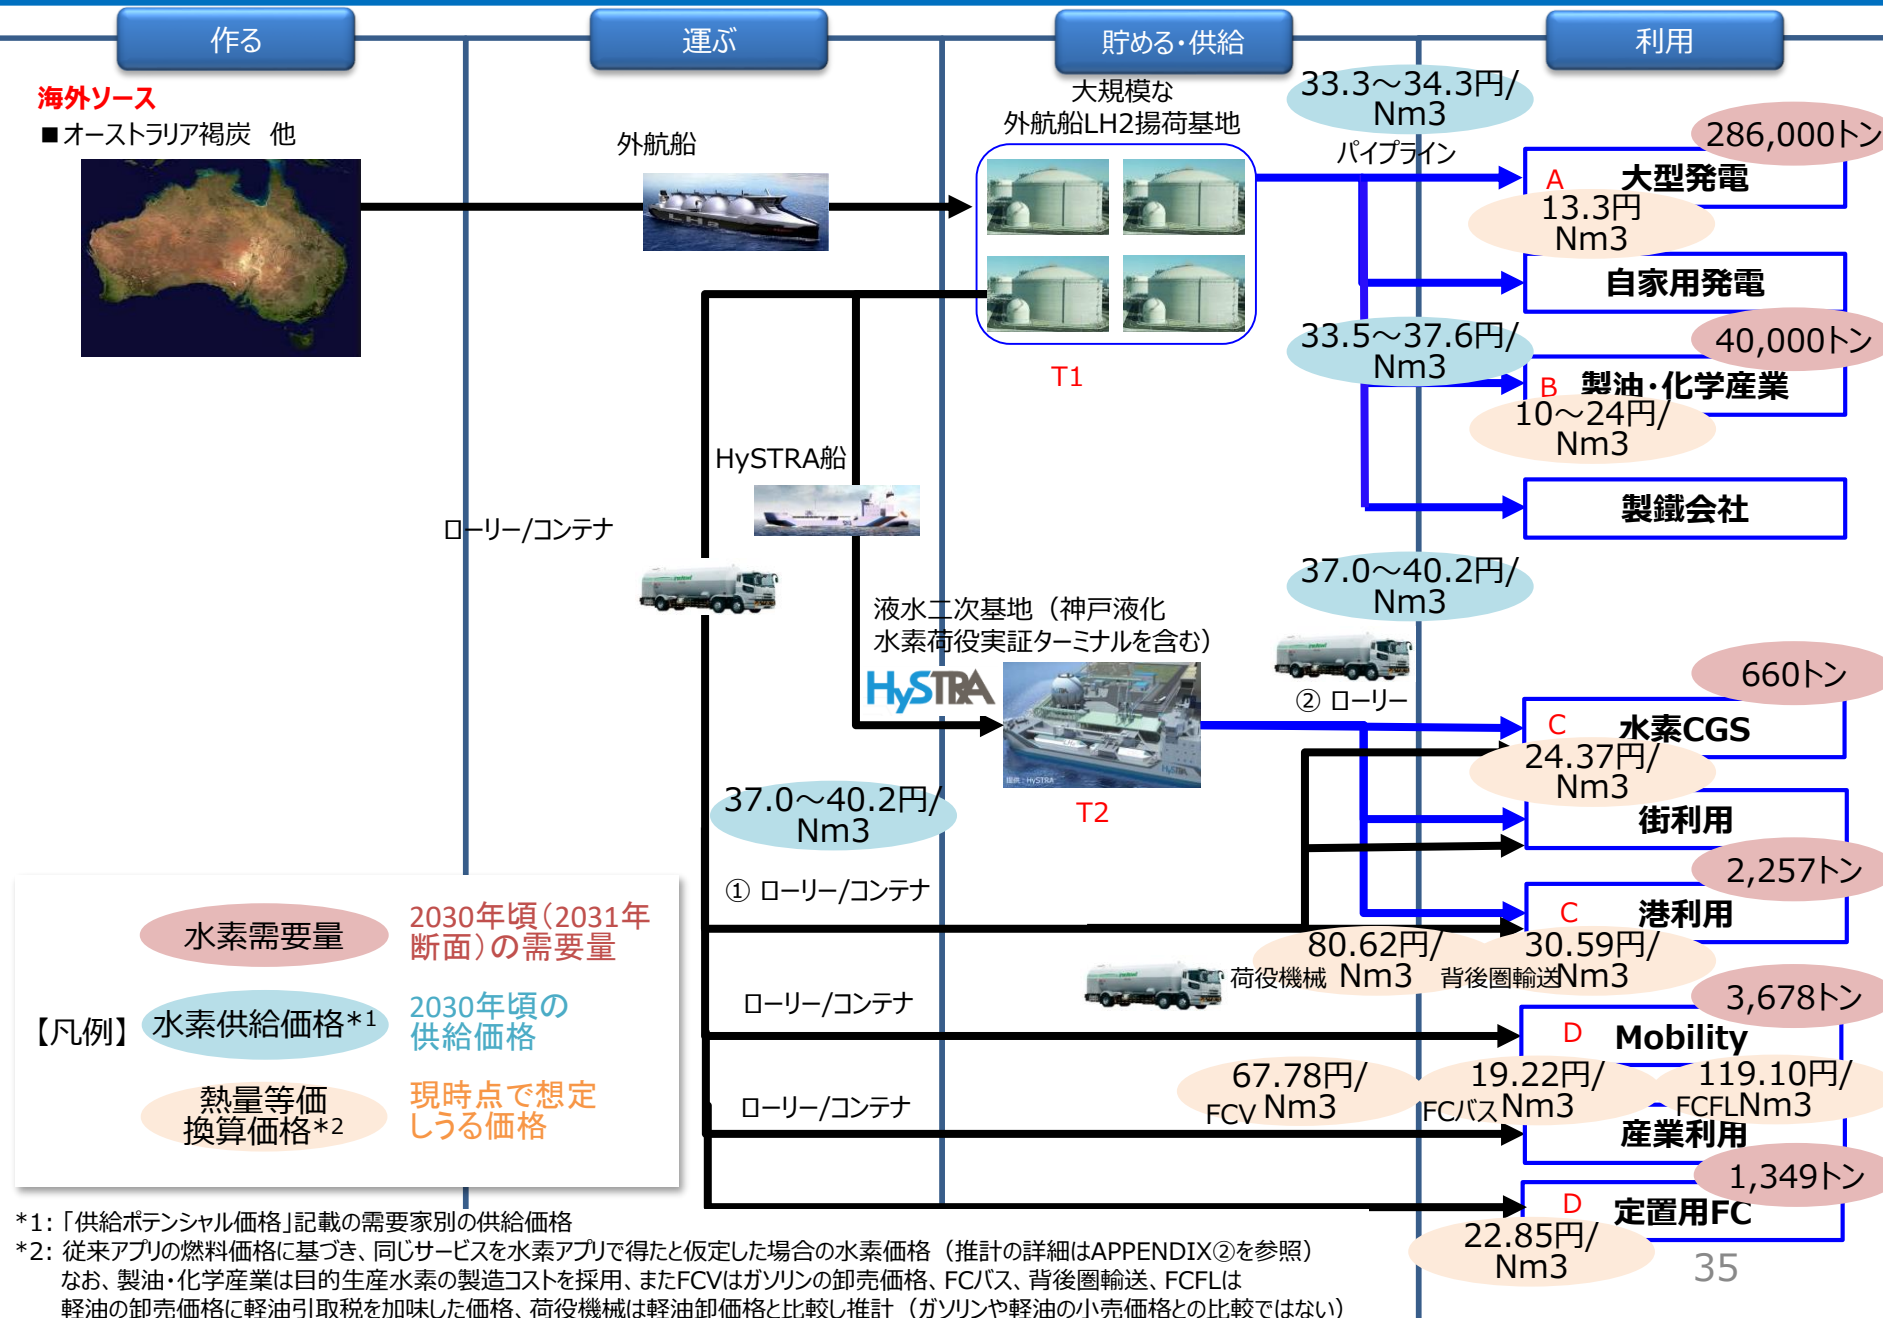 作る
運ぶ
貯める・供給
利用
海外ソース
■オーストラリア褐炭　他
外航船
大規模な
外航船LH2揚荷基地
33.3～34.3円/
Nm3
パイプライン
286,000トン
A
大型発電
13.3円
Nm3
自家用発電
33.5～37.6円/
Nm3
40,000トン
B
製油・化学産業
10～24円/
Nm3
T1
製鐵会社
HySTRA船
ローリー/コンテナ
37.0～40.2円/
Nm3
液水二次基地（神戸液化
水素荷役実証ターミナルを含む）
HySTRA
② ローリー
660トン
C
水素CGS
24.37円/
Nm3
HySTRA
提供：HySTRA
T2
37.0～40.2円/
Nm3
街利用
2,257トン
① ローリー/コンテナ
C
港利用
80.62円/
荷役機械 Nm3
30.59円/
背後圏輸送Nm3
3,678トン
ローリー/コンテナ
D
Mobility
67.78円/
FCV Nm3
19.22円/
FCバス Nm3
119.10円/
FCFL Nm3
ローリー/コンテナ
産業利用
1,349トン
D
定置用FC
22.85円/
Nm3
【凡例】
水素需要量
2030年頃（2031年
断面）の需要量
水素供給価格*1
2030年頃の
供給価格
熱量等価
換算価格*2
現時点で想定
しうる価格
*1: 「供給ポテンシャル価格」記載の需要家別の供給価格
*2: 従来アプリの燃料価格に基づき、同じサービスを水素アプリで得たと仮定した場合の水素価格（推計の詳細はAPPENDIX②を参照）
なお、製油・化学産業は目的生産水素の製造コストを採用、またFCVはガソリンの卸売価格、FCバス、背後圏輸送、FCFLは
軽油の卸売価格に軽油引取税を加味した価格、荷役機械は軽油卸価格と比較し推計（ガソリンや軽油の小売価格との比較ではない）
35